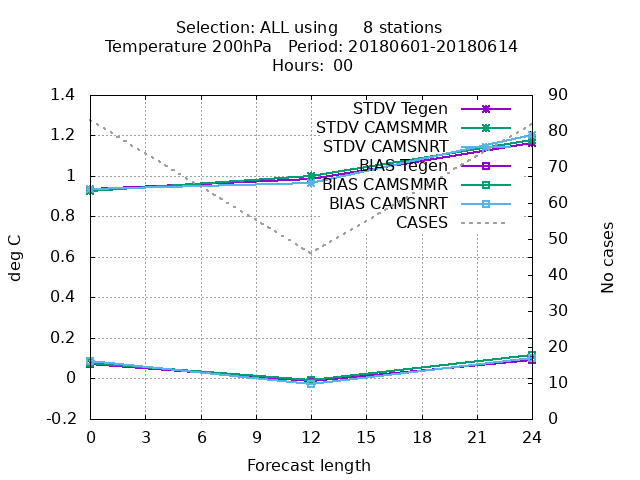 Selection: ALL using     8 stations
Temperature 200hPa   Period: 20180601-20180614
Hours:  00
1.4
1.2
1
0.8
0.6
0.4
0.2
0
-0.2
deg C
90
80
70
60
50
40
30
20
10
0
No cases
STDV Tegen
STDV CAMSMMR
STDV CAMSNRT
BIAS Tegen
BIAS CAMSMMR
BIAS CAMSNRT
CASES
0 3 6 9 12 15 18 21 24
Forecast length